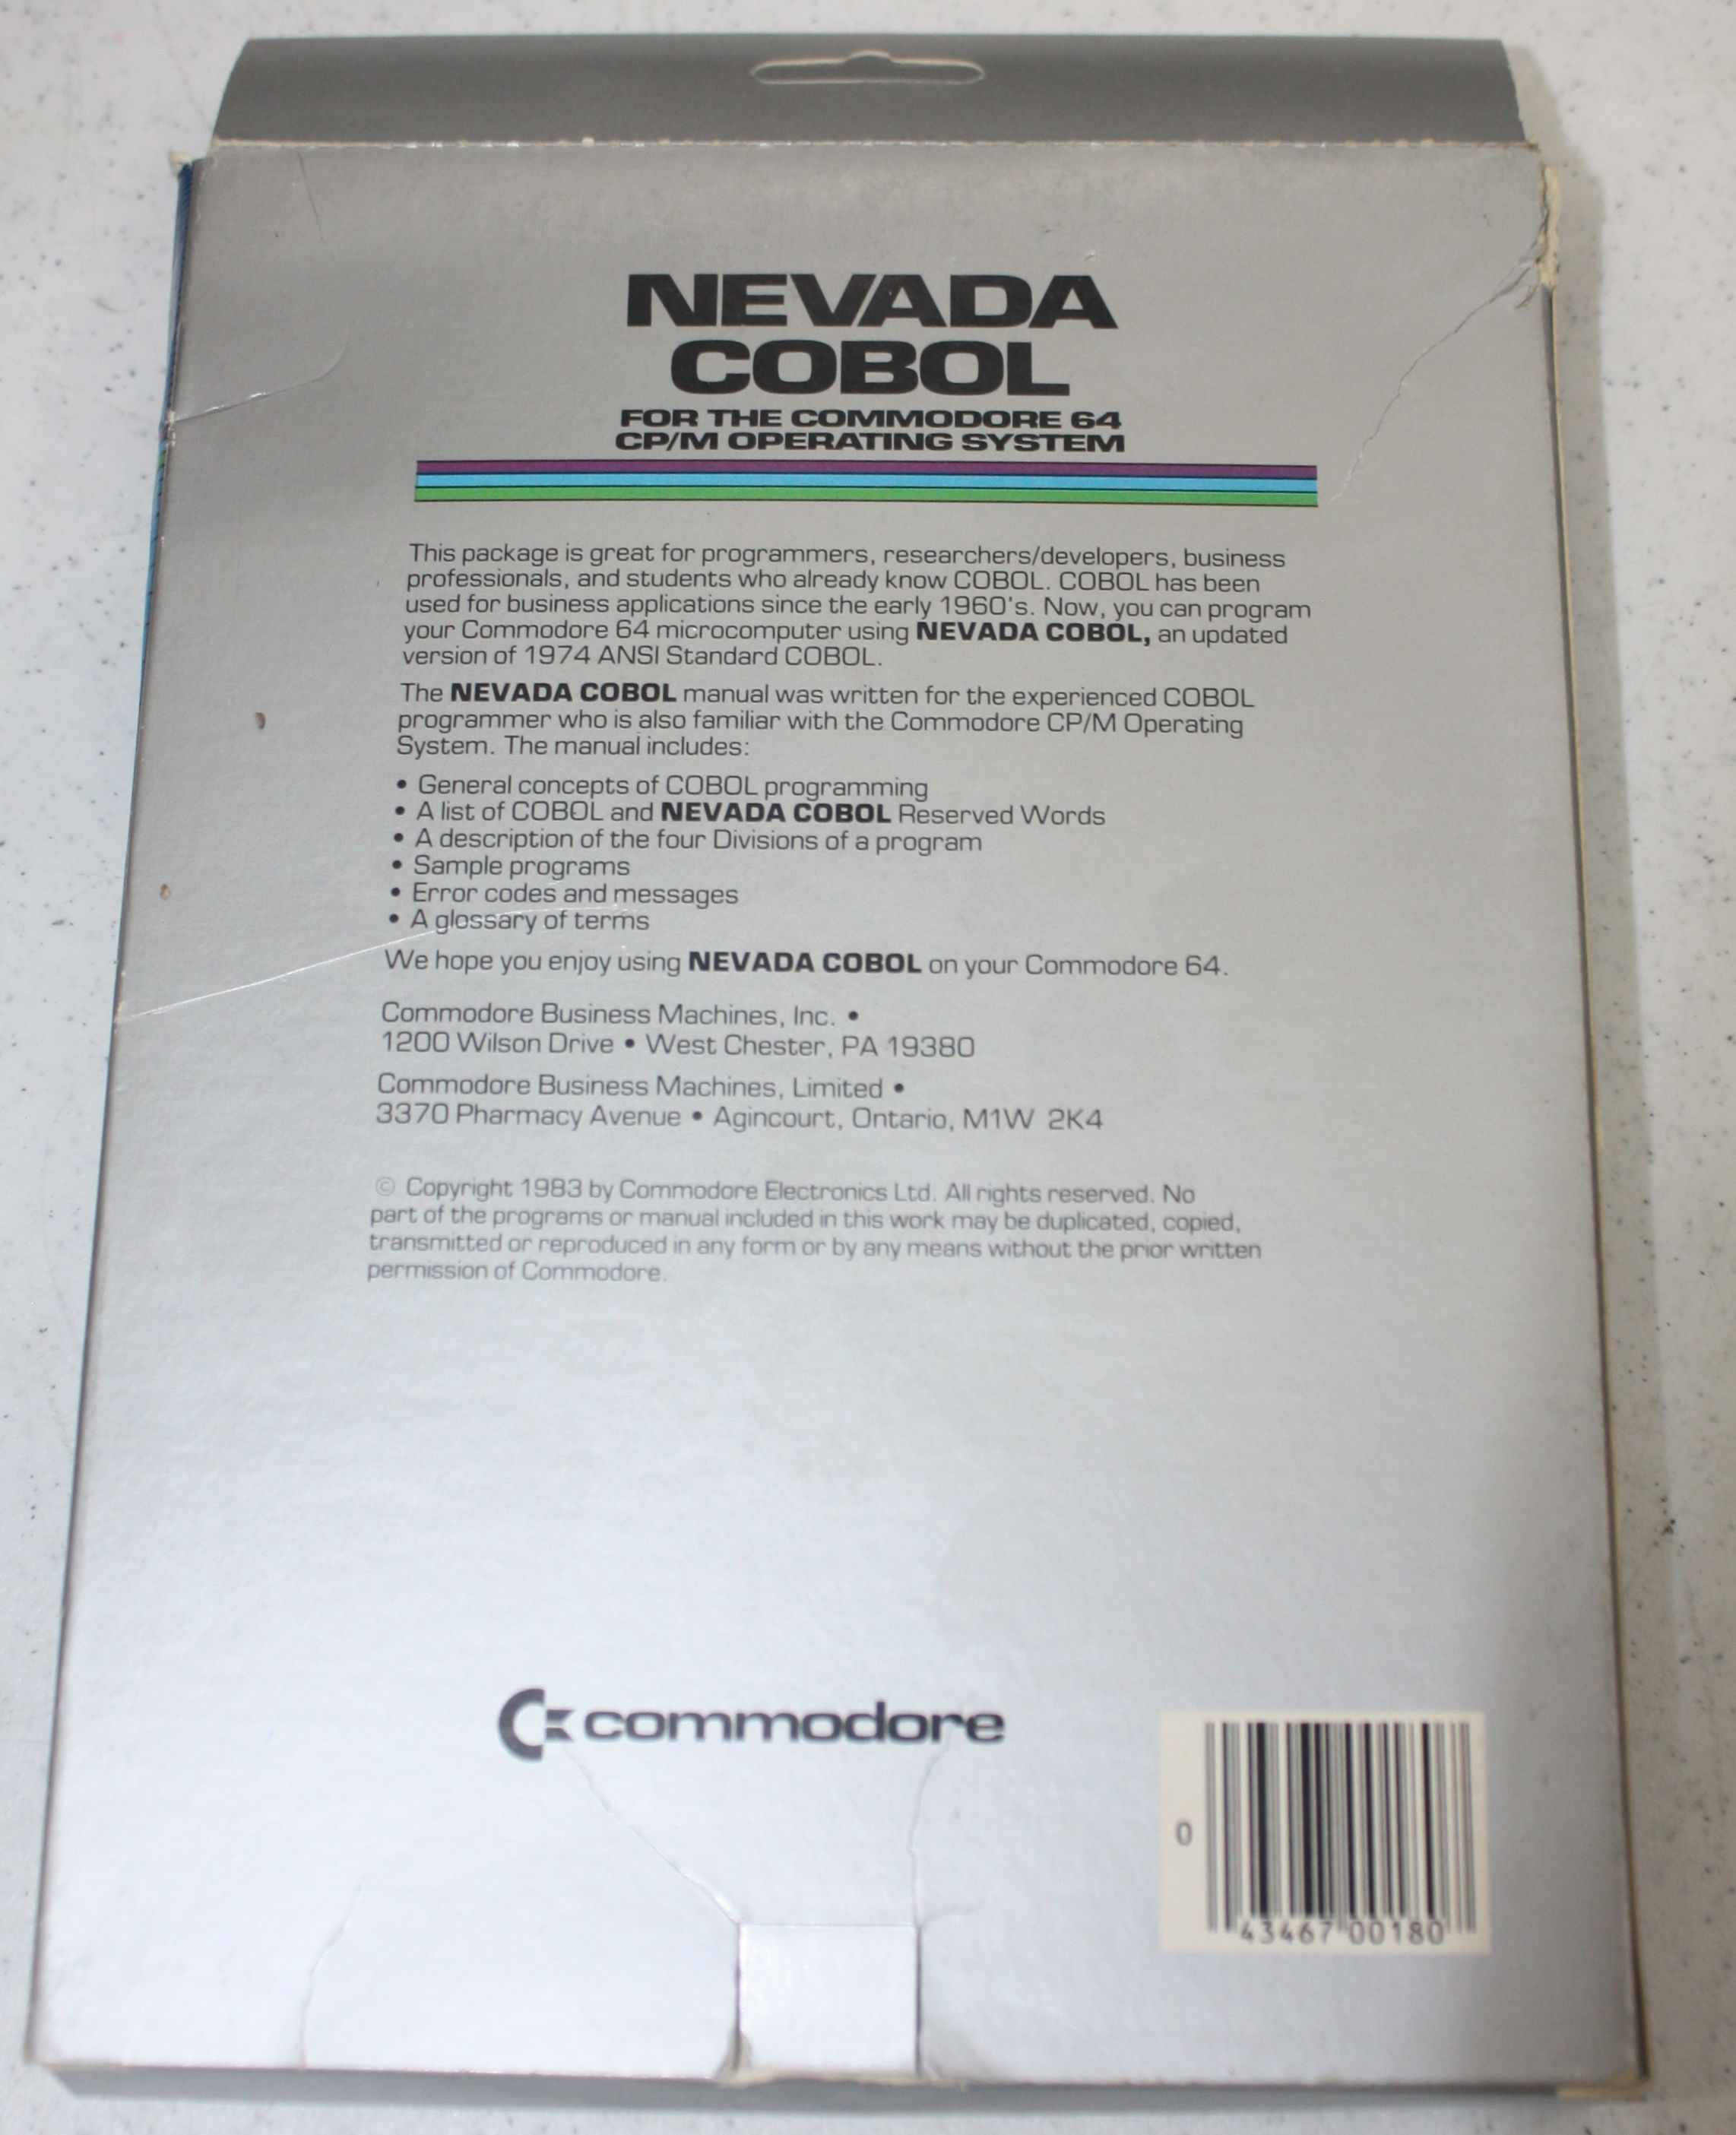 NEVADA
COBOL
FOR THE COMMODORE 64
CP/M OPERATING SYSTEM
This package is great for programmers, researchers/developers, business
professionals, and students who already know COBOL. COBOL has been
used for business applications since the early 1960's. Now, you can program
your Commodore 64 microcomputer using NEVADA COBOL, an updated
version of 1974 ANSI Standard COBOL.
The NEVADA COBOL manual was written for the experienced COBOL
programmer who is also familiar with the Commodore CP/M Operating
System. The manual includes:
• General concepts of COBOL programming
• A list of COBOL and NEVADA COBOL Reserved Words
• A description of the four Divisions of a program
• Sample programs
• Error codes and messages
• A glossary of terms
We hope you enjoy using NEVADA COBOL on your Commodore 64.
Commodore Business Machines, Inc. •
1200 Wilson Drive • West Chester, PA 19380
Commodore Business Machines, Limited •
3370 Pharmacy Avenue • Agincourt, Ontario, M1W 2K4
© Copyright 1983 by Commodore Electronics Ltd. All rights reserved. No
part of the programs or manual included in this work may be duplicated, copied,
transmitted or reproduced in any form or by any means without the prior written
permission of Commodore.
commodore
0 43467 00180